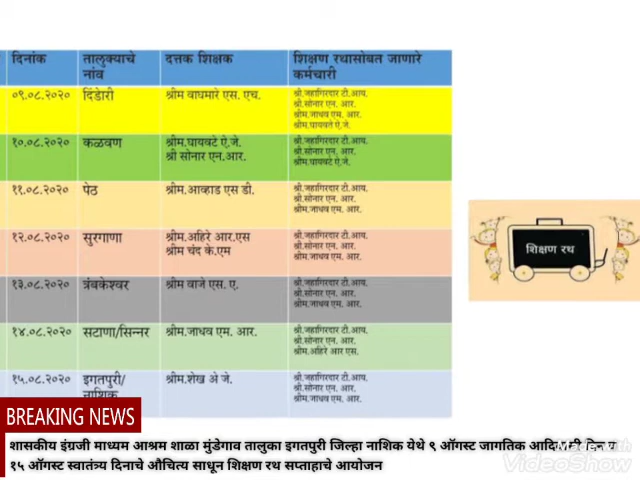 दिनांक तालुक्याचे नांव दत्तक शिक्षक शिक्षण रथासोबत जाणारे कर्मचारी
०९.०८.२०२० दिंडोरी श्रीम वाघमारे एस. एच. श्री.जहागिरदार टी.आय.
श्री.सोनार एन. आर.
श्रीम.जाधव एम. आर.
श्रीम.घायवते ऐ.जे.
१०.०८.२०२० कळवण श्रीम.घायवटे ऐ.जे.
श्री सोनार एन.आर.
श्री.जहागिरदार टी.आय.
श्री.सोनार एन. आर.
श्रीम.घायवटे ऐ.जे.
११.०८.२०२० पेठ श्रीम.आव्हाड एस डी. श्री.जहागिरदार टी.आय.
श्री.सोनार एन. आर.
श्रीम.जाधव एम. आर.
१२.०८.२०२० सुरगाणा श्रीम.अहिरे आर.एस
श्रीम चंद के.एम
श्री.जहागिरदार टी.आय.
श्री.सोनार एन. आर.
श्रीम.जाधव एम. आर.
१३.०८.२०२० त्रंबकेश्वर श्रीम वाजे एस. ए. श्री.जहागिरदार टी.आय.
श्री.सोनार एन. आर.
श्रीम.जाधव एम. आर.
१४.०८.२०२० सटाणा/सिन्नर श्रीम.जाधव एम. आर. श्री.जहागिरदार टी.आय.
श्री.सोनार एन. आर.
श्रीम.अहिरे आर एस.
१५.०८.२०२० इगतपुरी/
नाशिक
श्रीम.शेख अे जे. श्री.जहागिरदार टी.आय.
श्री.सोनार एन. आर.
श्रीम.जाधव एम. आर.
शिक्षण रथ
BREAKING NEWS
शासकीय इंग्रजी माध्यम आश्रम शाळा मुंडेगाव तालुका इगतपुरी जिल्हा नाशिक येथे ९ ऑगस्ट जागतिक
१५ ऑगस्ट स्वातंत्र्य दिनाचे औचित्य साधून शिक्षण रथ सप्ताहाचे आयोजन
Made with
VideoShow